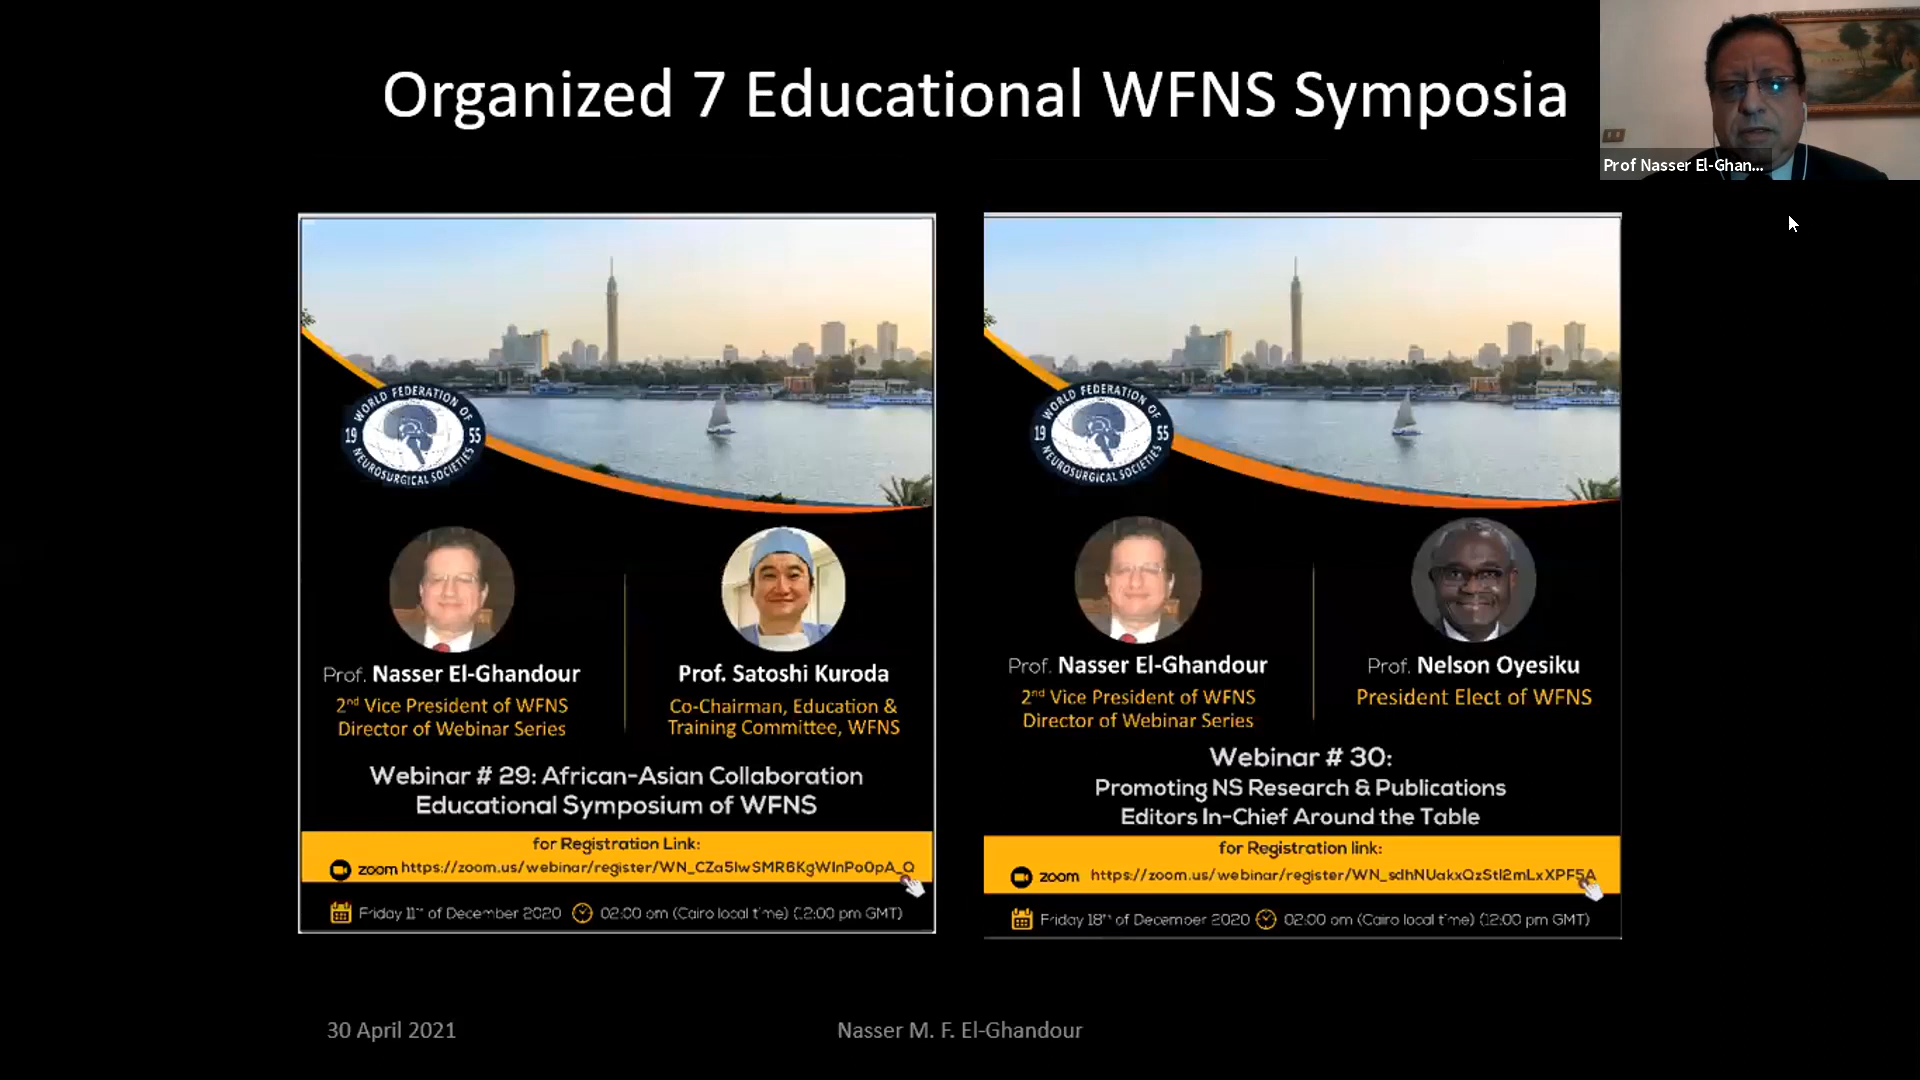 Organized 7 Educational WFNS Symposia
Prof Nasser El-Ghan...
WORLD FEDERATION OF
19 55
NEUROSURGICAL SOCIETIES
Prof. Nasser El-Ghandour
2nd Vice President of WFNS
Director of Webinar Series
Prof. Satoshi Kuroda
Co-Chairman, Education &
Training Committee, WFNS
Webinar # 29: African-Asian Collaboration
Educational Symposium of WFNS
for Registration Link:
zoom https://zoom.us/webinar/register/WN_CZa5IwSMR6KgWInPo0pA_Q
Friday 11th of December 2020 02:00 pm (Cairo local time) (12:00 pm GMT)
WORLD FEDERATION OF
19 55
NEUROSURGICAL SOCIETIES
Prof. Nasser El-Ghandour
2nd Vice President of WFNS
Director of Webinar Series
Prof. Nelson Oyesiku
President Elect of WFNS
Webinar # 30:
Promoting NS Research & Publications
Editors In-Chief Around the Table
for Registration link:
zoom https://zoom.us/webinar/register/WN_sdhNUakxQzStI2mLxXPF5A
Friday 18th of December 2020 02:00 pm (Cairo local time) (12:00 pm GMT)
30 April 2021
Nasser M. F. El-Ghandour